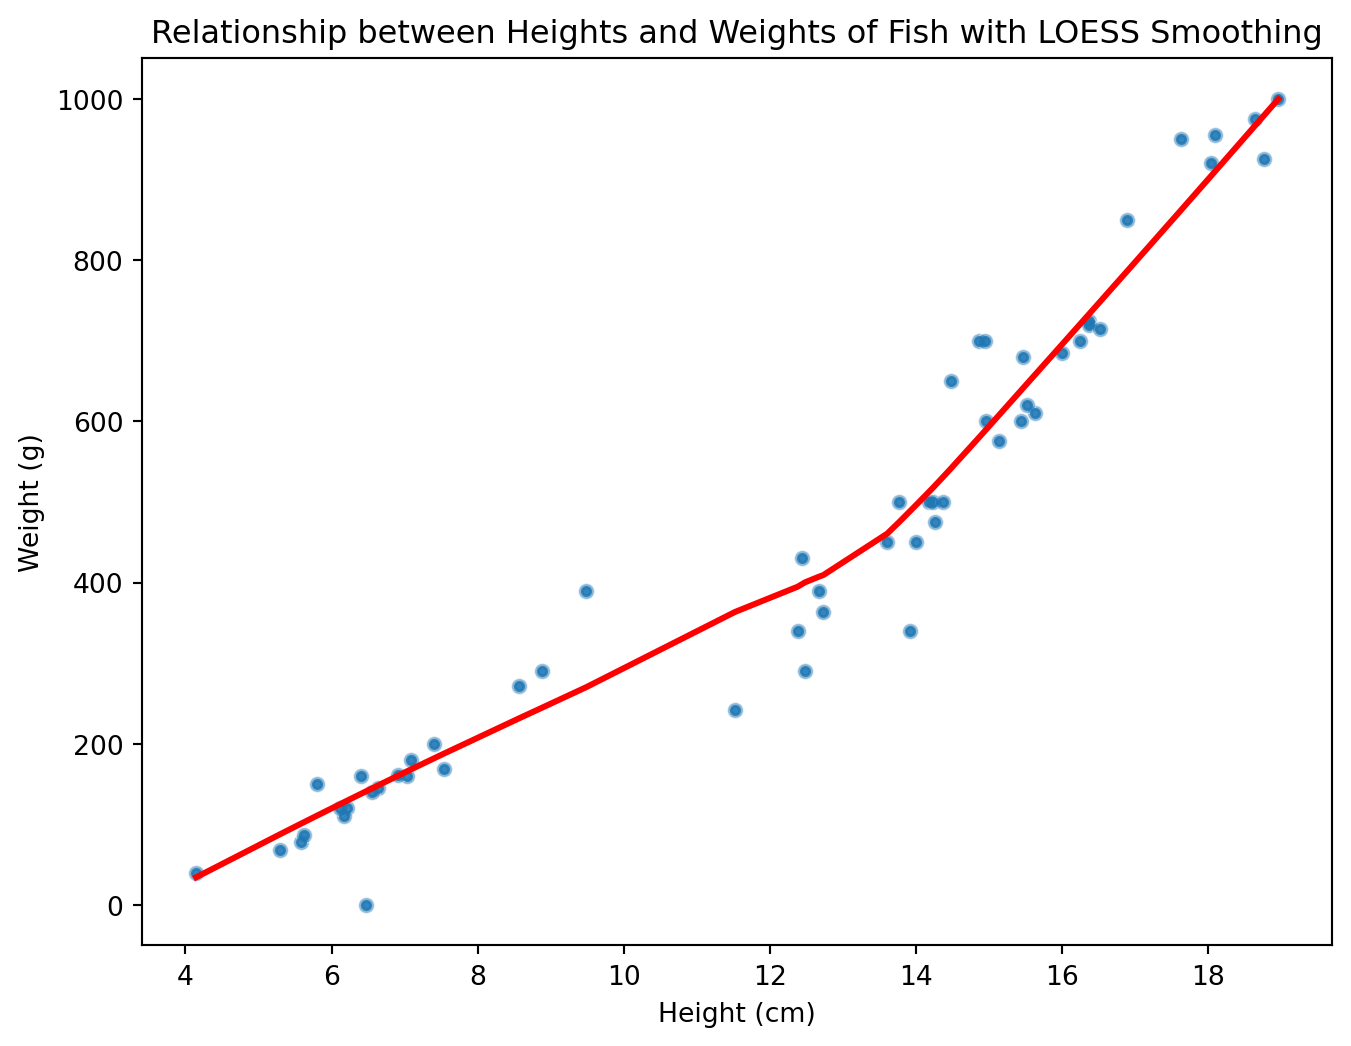 Relationship between Heights and Weights of Fish with LOESS Smoothing
1000
800
600
400
200
0
Weight (g)
4 6 8 10 12 14 16 18
Height (cm)